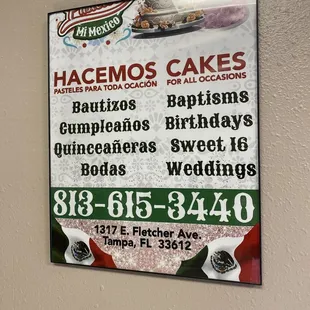 Mi Mexico
HACEMOS CAKES
PASTELES PARA TODA OCACIÓN FOR ALL OCCASIONS
Bautizos Baptisms
Cumpleaños Birthdays
Quinceañeras Sweet 16
Bodas Weddings
813-615-3440
1317 E. Fletcher Ave.
Tampa, FL 33612